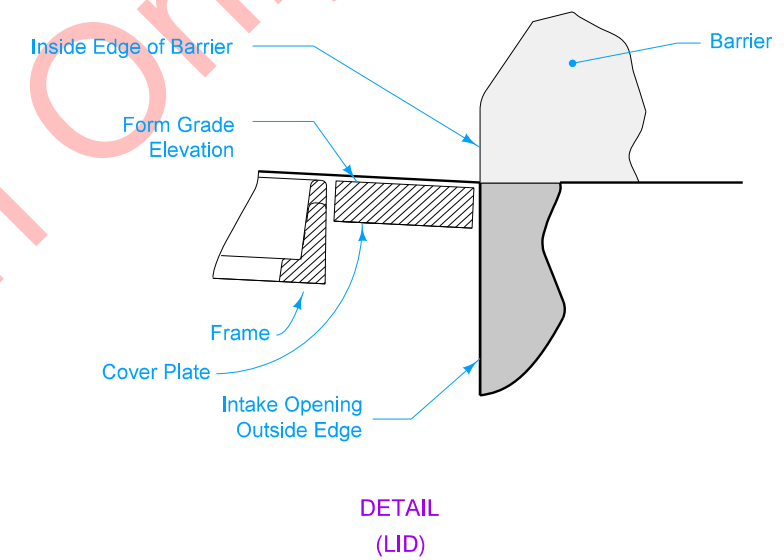 Inside Edge of Barrier
Barrier
Form Grade
Elevation
Frame
Cover Plate
Intake Opening
Outside Edge
DETAIL
(LID)